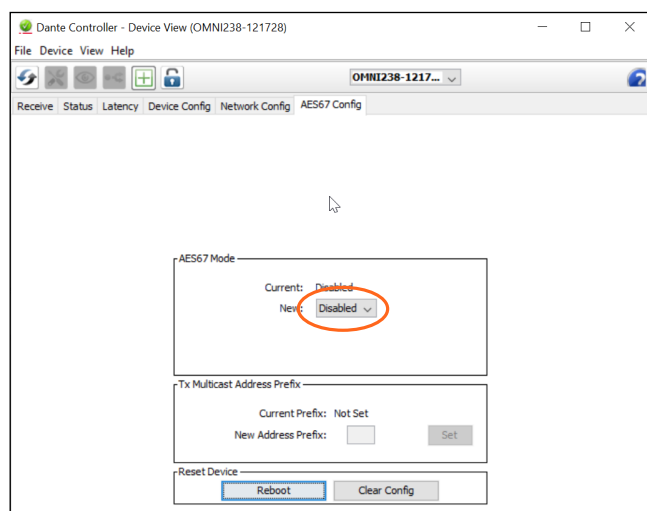 Dante Controller - Device View (OMNI238-121728)
File Device View Help
OMNI238-1217...
Receive Status Latency Device Config Network Config AES67 Config
AES67 Mode
Current: Disabled
New: Disabled
Tx Multicast Address Prefix
Current Prefix: Not Set
New Address Prefix: Set
Reset Device
Reboot Clear Config